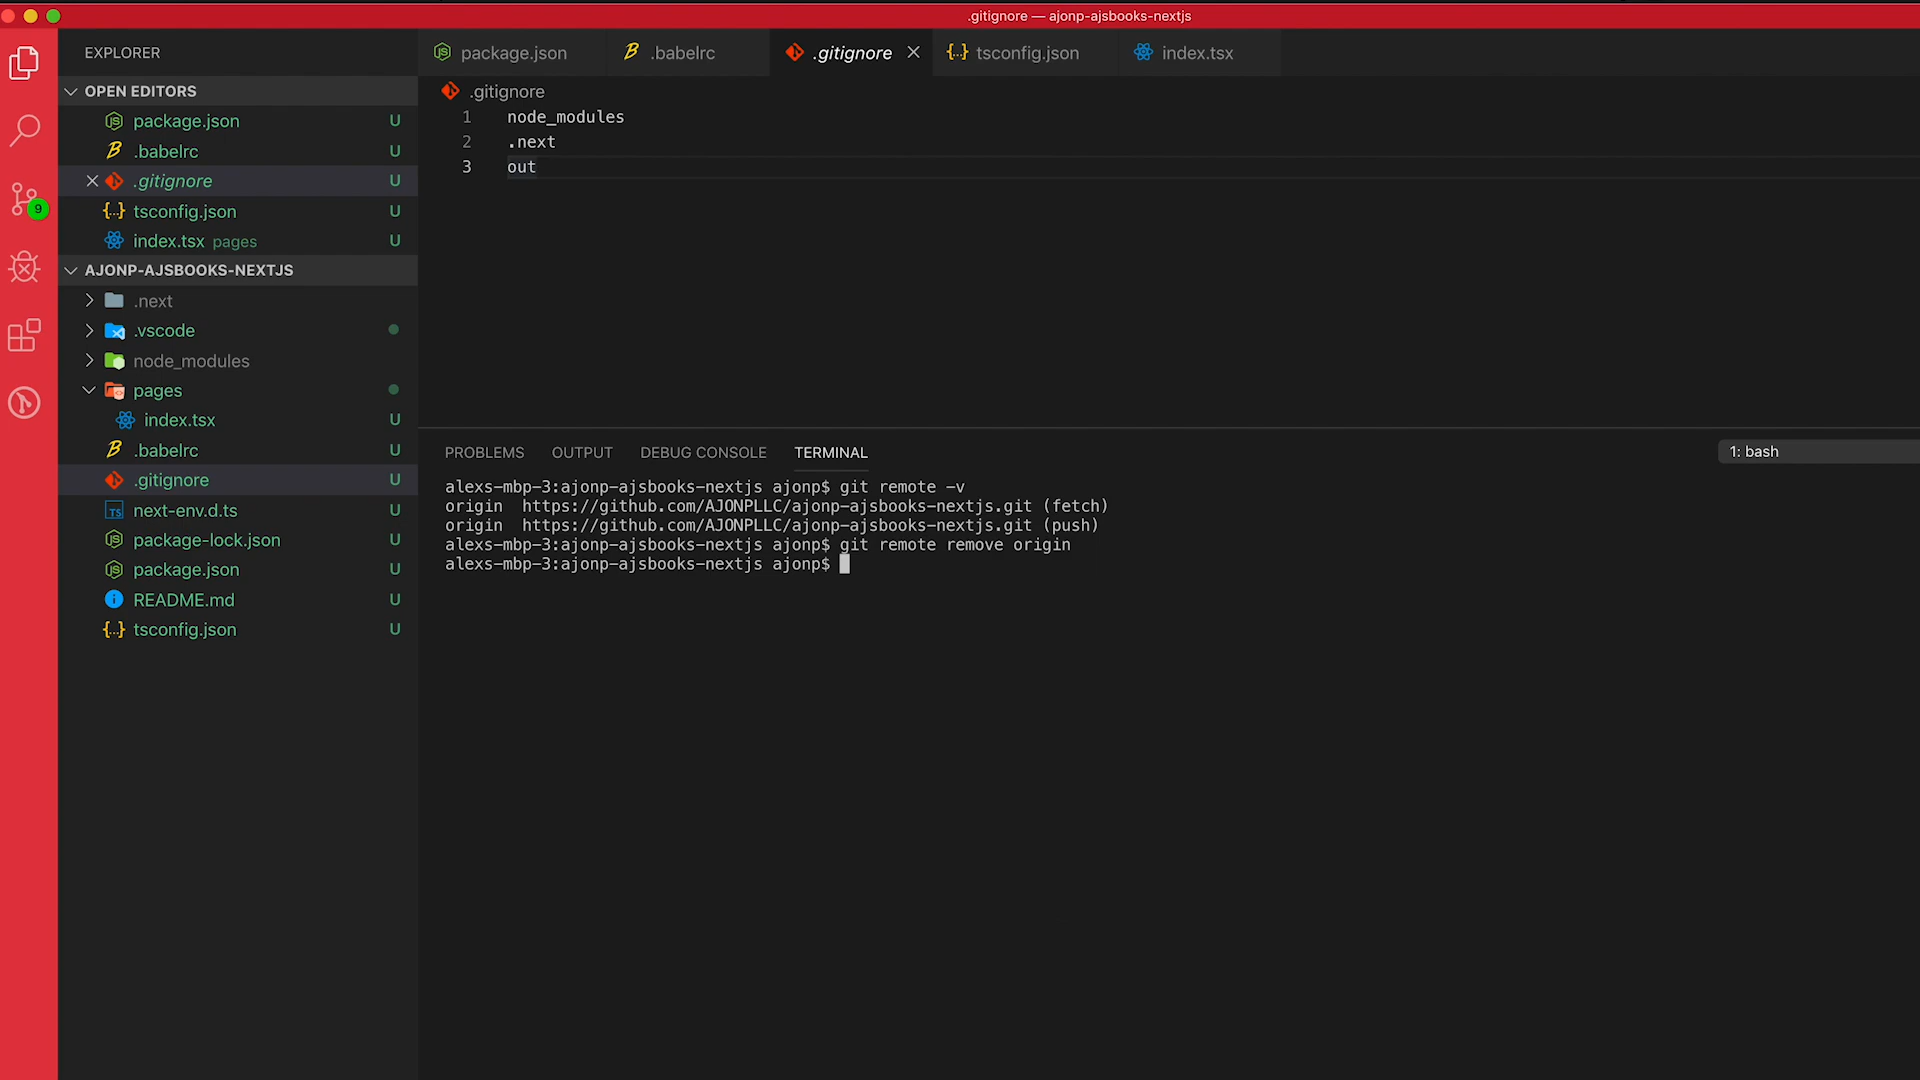 .gitignore — ajonp-ajsbooks-nextjs
EXPLORER
OPEN EDITORS
package.json U
.babelrc U
.gitignore U
tsconfig.json U
index.tsx pages U
AJONP-AJSBOOKS-NEXTJS
.next
.vscode
node_modules
pages
index.tsx U
.babelrc U
.gitignore U
next-env.d.ts U
package-lock.json U
package.json U
README.md U
tsconfig.json U
9
package.json .babelrc .gitignore tsconfig.json index.tsx
.gitignore
1 node_modules
2 .next
3 out
PROBLEMS OUTPUT DEBUG CONSOLE TERMINAL 1: bash
alexs-mbp-3:ajonp-ajsbooks-nextjs ajonp$ git remote -v
origin https://github.com/AJONPLLC/ajonp-ajsbooks-nextjs.git (fetch)
origin https://github.com/AJONPLLC/ajonp-ajsbooks-nextjs.git (push)
alexs-mbp-3:ajonp-ajsbooks-nextjs ajonp$ git remote remove origin
alexs-mbp-3:ajonp-ajsbooks-nextjs ajonp$